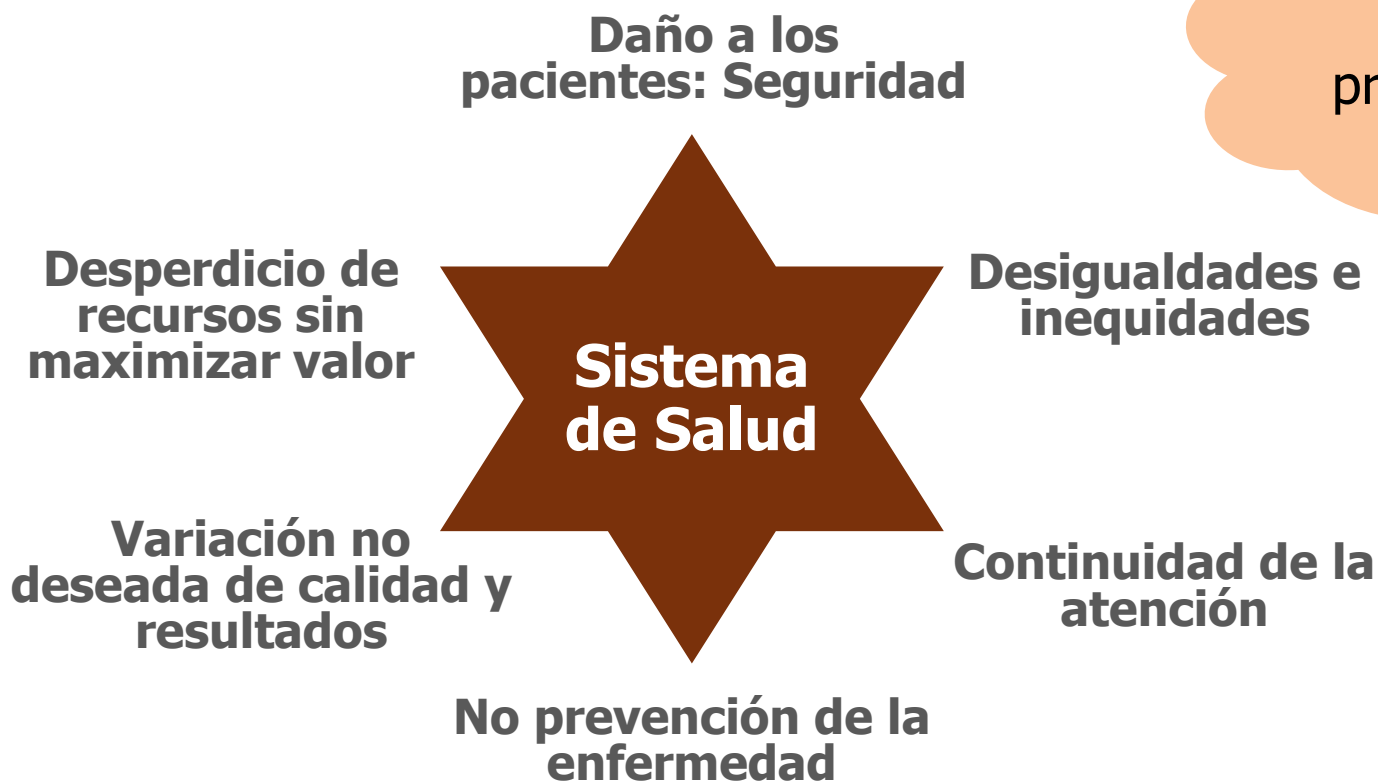 Daño a los
pacientes: Seguridad
Desperdicio de
recursos sin
maximizar valor
Desigualdades e
inequidades
Sistema
de Salud
Variación no
deseada de calidad y
resultados
Continuidad de la
atención
No prevención de la
enfermedad